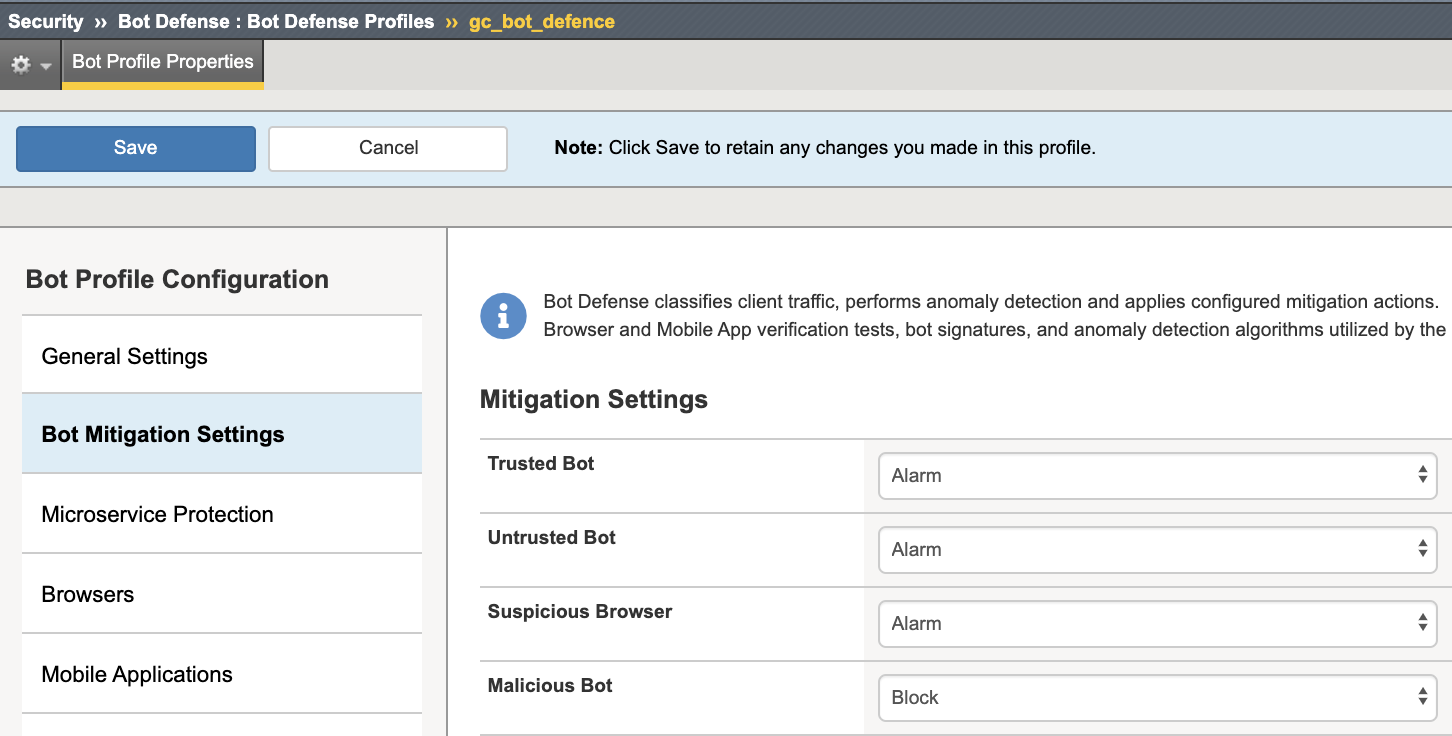 Security ›› Bot Defense : Bot Defense Profiles ›› gc_bot_defence
Bot Profile Properties
Save
Cancel
Note: Click Save to retain any changes you made in this profile.
Bot Profile Configuration
General Settings
Bot Mitigation Settings
Microservice Protection
Browsers
Mobile Applications
Bot Defense classifies client traffic, performs anomaly detection and applies configured mitigation actions.
Browser and Mobile App verification tests, bot signatures, and anomaly detection algorithms utilized by the
Mitigation Settings
Trusted Bot
Alarm
Untrusted Bot
Alarm
Suspicious Browser
Alarm
Malicious Bot
Block